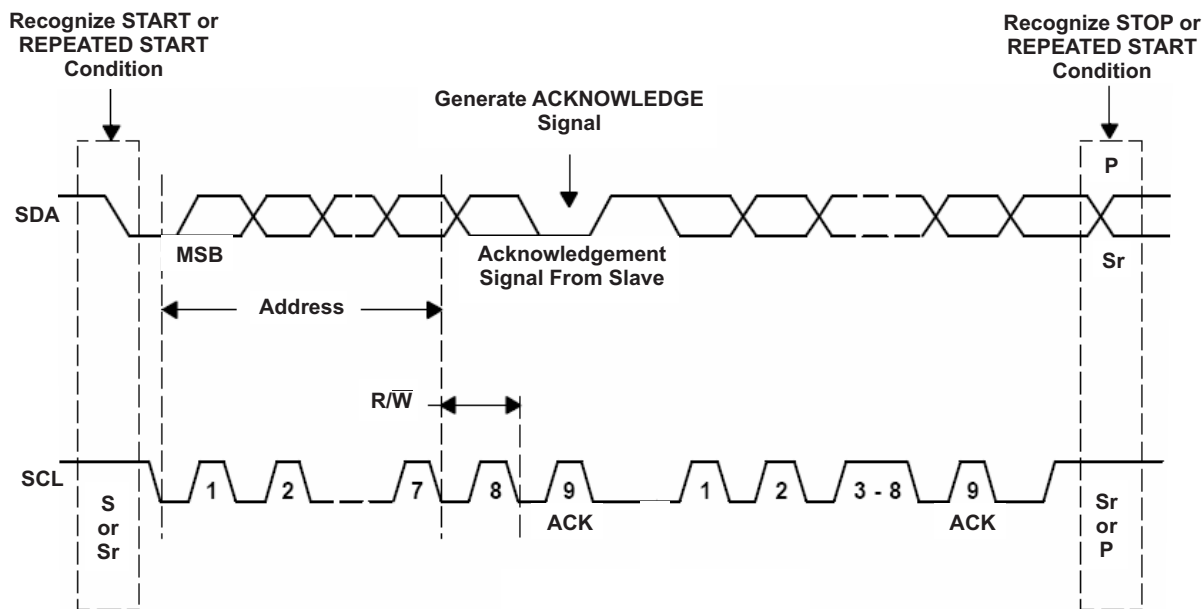 Recognize START or
REPEATED START
Condition
Recognize STOP or
REPEATED START
Condition
Generate ACKNOWLEDGE
Signal
P
SDA
MSB
Acknowledgement
Signal From Slave
Sr
Address
R/W̅
SCL
1
2
7
8
9
1
2
3 - 8
9
S
or
Sr
ACK
ACK
Sr
or
P